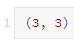 1 (3, 3)